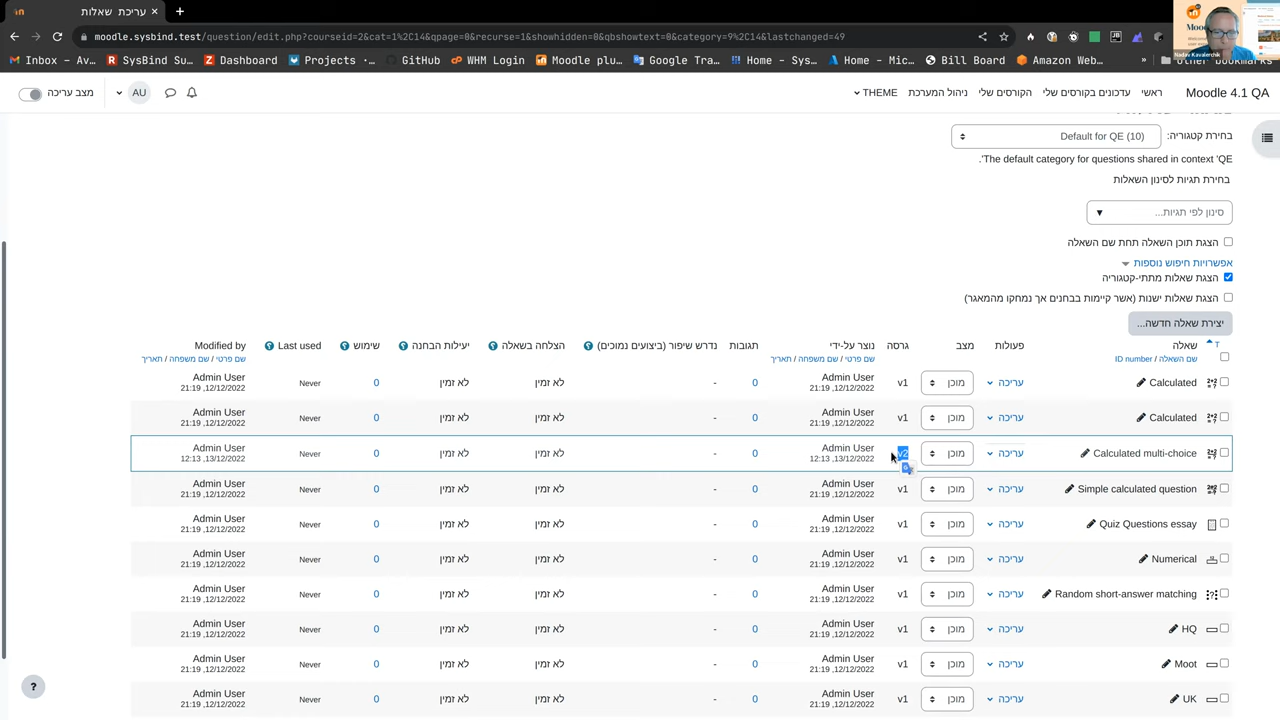 עריכת שאלות
moodle.sysbind.test/question/edit.php?courseid=2&cat=1%2C14&qpage=0&recurse=1&showhidden=0&qbshowtext=0&category=9%2C14&lastchanged=49
Inbox - Av...
SysBind Se...
Dashboard
Projects · ...
GitHub
WHMadmin
Moodle plu...
Google Tra...
Home - Sy...
Home - Mi...
Bill Board
Amazon Web...
other bookmarks
Nadav Kavalerchik
Moodle 4.1 QA
ראשי
עדכונים בקורסים שלי
הקורסים שלי
ניהול המערכת
THEME
AU
מצב עריכה
בחירת קטגוריה:
Default for QE (10)
The default category for questions shared in context 'QE'.
בחירת תגיות לסינון השאלות
סינון לפי תגיות...
הצגת תוכן השאלה תחת שם השאלה
אפשרויות חיפוש נוספות
הצגת שאלות מתתי-קטגוריה
הצגת שאלות ישנות (אשר קיימות בבחנים אך נמחקו מהמאגר)
יצירת שאלה חדשה...
T שאלה פעולות מצב גרסה נוצר על-ידי תגובות נדרש שיפור (ביצועים נמוכים) הצלחה בשאלה יעילות הבחנה שימוש Last used Modified by
שם השאלה / ID number שם פרטי / שם משפחה / תאריך שם פרטי / שם משפחה / תאריך
Calculated עריכה מוכן v1 Admin User 0 - לא זמין לא זמין 0 Never Admin User
12/12/2022, 21:19 12/12/2022, 21:19
Calculated עריכה מוכן v1 Admin User 0 - לא זמין לא זמין 0 Never Admin User
12/12/2022, 21:19 12/12/2022, 21:19
Calculated multi-choice עריכה מוכן v2 Admin User 0 - לא זמין לא זמין 0 Never Admin User
13/12/2022, 12:13 13/12/2022, 12:13
Simple calculated question עריכה מוכן v1 Admin User 0 - לא זמין לא זמין 0 Never Admin User
12/12/2022, 21:19 12/12/2022, 21:19
Quiz Questions essay עריכה מוכן v1 Admin User 0 - לא זמין לא זמין 0 Never Admin User
12/12/2022, 21:19 12/12/2022, 21:19
Numerical עריכה מוכן v1 Admin User 0 - לא זמין לא זמין 0 Never Admin User
12/12/2022, 21:19 12/12/2022, 21:19
Random short-answer matching עריכה מוכן v1 Admin User 0 - לא זמין לא זמין 0 Never Admin User
12/12/2022, 21:19 12/12/2022, 21:19
HQ עריכה מוכן v1 Admin User 0 - לא זמין לא זמין 0 Never Admin User
12/12/2022, 21:19 12/12/2022, 21:19
Moot עריכה מוכן v1 Admin User 0 - לא זמין לא זמין 0 Never Admin User
12/12/2022, 21:19 12/12/2022, 21:19
UK עריכה מוכן v1 Admin User 0 - לא זמין לא זמין 0 Never Admin User
12/12/2022, 21:19 12/12/2022, 21:19
?